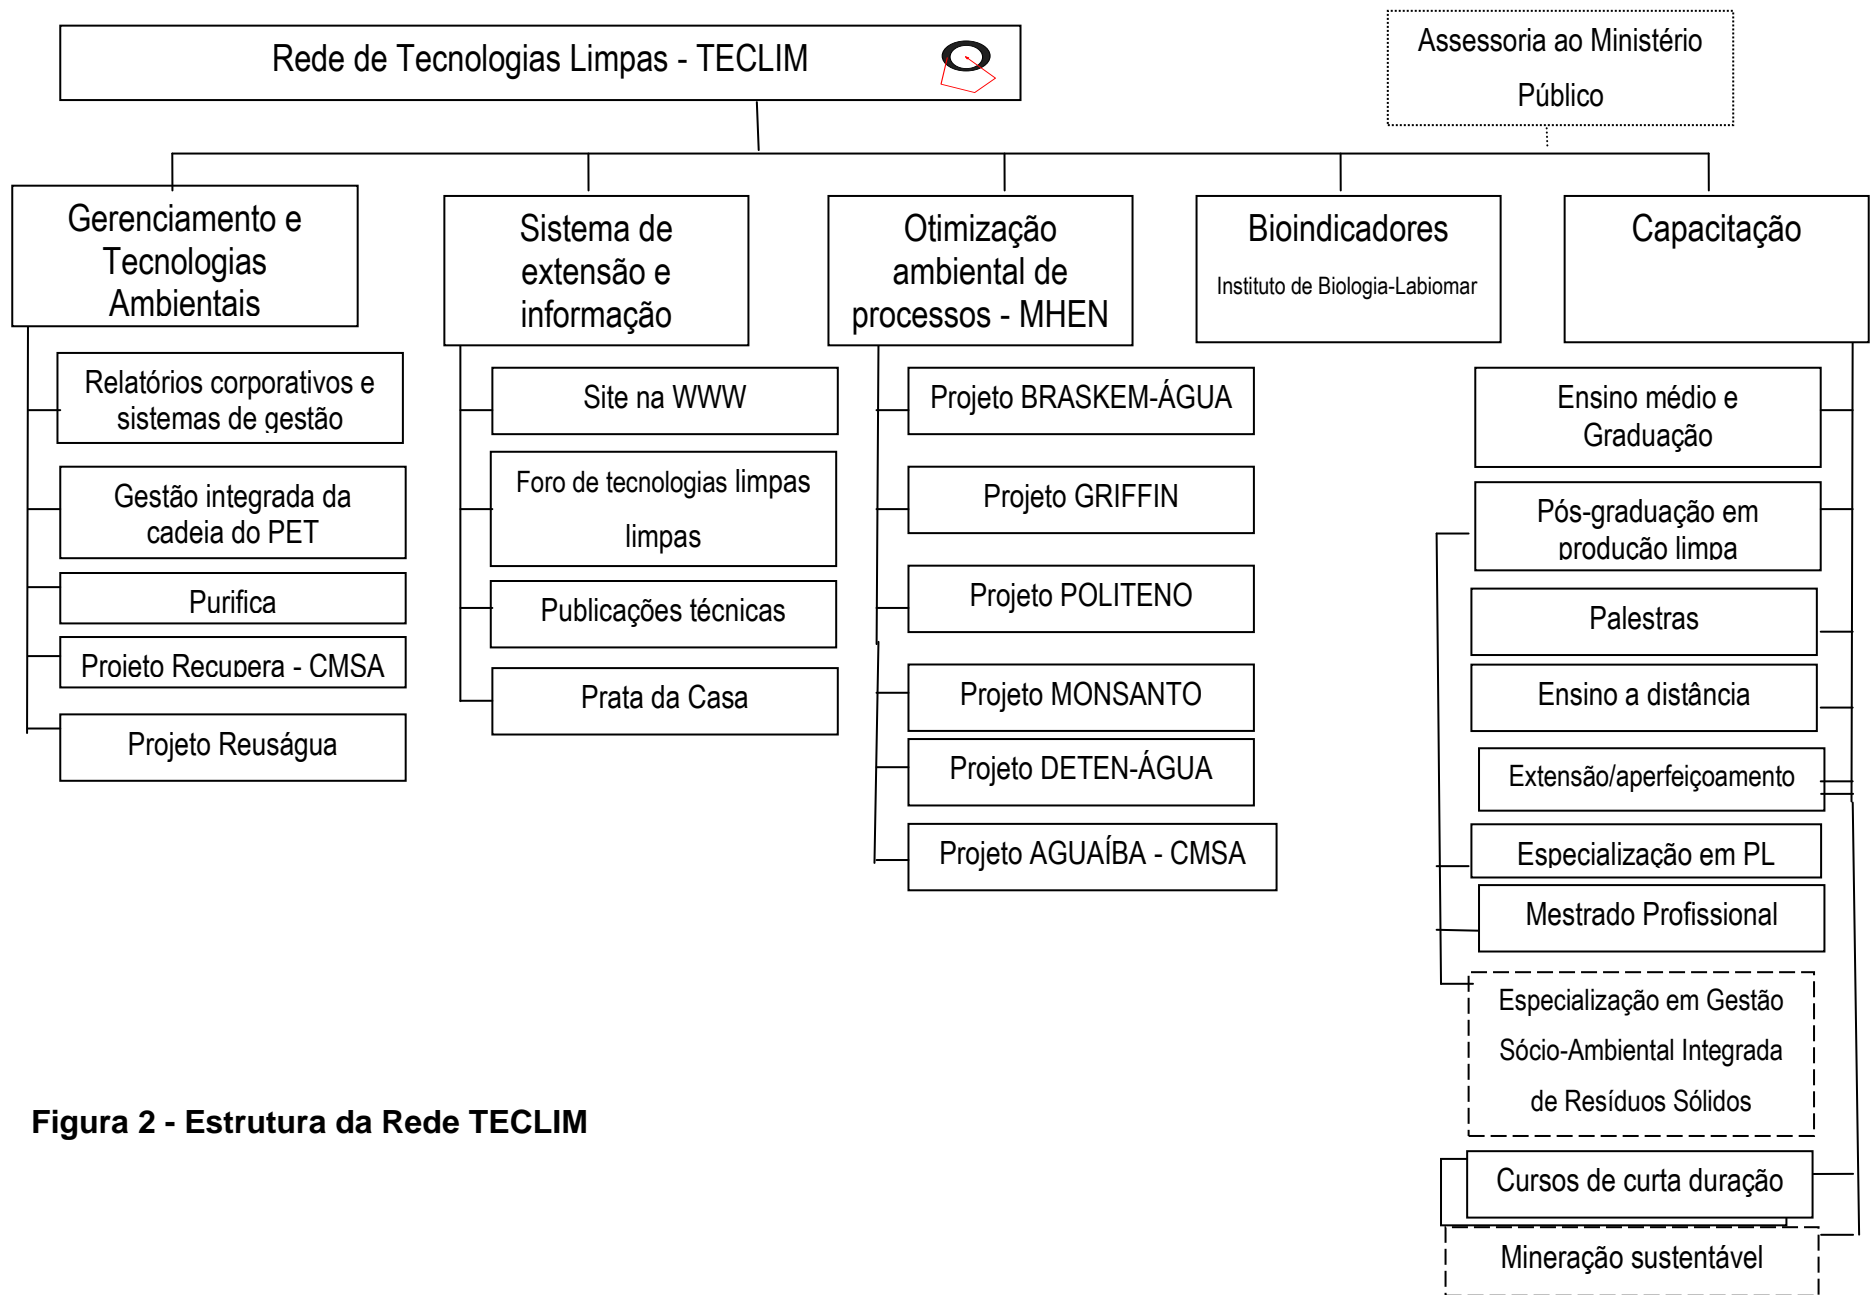 Rede de Tecnologias Limpas - TECLIM
Assessoria ao Ministério
Público
Gerenciamento e
Tecnologias
Ambientais
Relatórios corporativos e
sistemas de gestão
Gestão integrada da
cadeia do PET
Purifica
Projeto Recupera - CMSA
Projeto Reuságua
Sistema de
extensão e
informação
Site na WWW
Foro de tecnologias limpas
limpas
Publicações técnicas
Prata da Casa
Otimização
ambiental de
processos - MHEN
Projeto BRASKEM-ÁGUA
Projeto GRIFFIN
Projeto POLITENO
Projeto MONSANTO
Projeto DETEN-ÁGUA
Projeto AGUAÍBA - CMSA
Bioindicadores
Instituto de Biologia-Labiomar
Capacitação
Ensino médio e
Graduação
Pós-graduação em
produção limpa
Palestras
Ensino a distância
Extensão/aperfeiçoamento
Especialização em PL
Mestrado Profissional
Especialização em Gestão
Sócio-Ambiental Integrada
de Resíduos Sólidos
Cursos de curta duração
Mineração sustentável
Figura 2 - Estrutura da Rede TECLIM